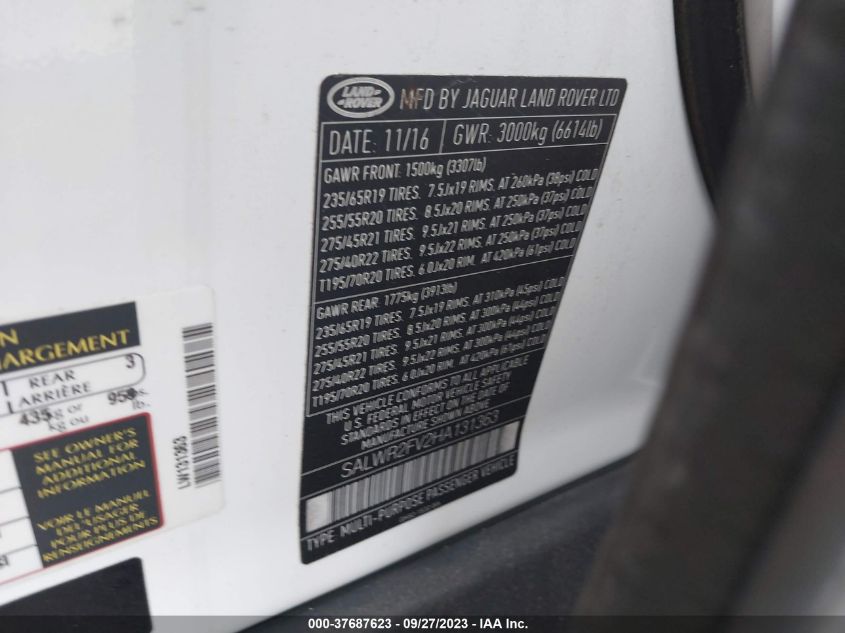 LAND ROVER
MFD BY JAGUAR LAND ROVER LTD
DATE: 11/16 GWR: 3000kg (6614lb)
GAWR FRONT: 1500kg (3307lb)
235/65R19 TIRES. 7.5Jx19 RIMS. AT 260kPa (38psi) COLD
255/55R20 TIRES. 8.5Jx20 RIMS. AT 250kPa (37psi) COLD
275/45R21 TIRES. 9.5Jx21 RIMS. AT 250kPa (37psi) COLD
275/40R22 TIRES. 9.5Jx22 RIMS. AT 250kPa (37psi) COLD
T195/70R20 TIRES. 6.0Jx20 RIM. AT 420kPa (61psi) COLD
GAWR REAR: 1775kg (3913lb)
235/65R19 TIRES. 7.5Jx19 RIMS. AT 310kPa (45psi) COLD
255/55R20 TIRES. 8.5Jx20 RIMS. AT 300kPa (44psi) COLD
275/45R21 TIRES. 9.5Jx21 RIMS. AT 300kPa (44psi) COLD
275/40R22 TIRES. 9.5Jx22 RIMS. AT 300kPa (44psi) COLD
T195/70R20 TIRES. 6.0Jx20 RIM. AT 420kPa (61psi) COLD
THIS VEHICLE CONFORMS TO ALL APPLICABLE
U.S. FEDERAL MOTOR VEHICLE SAFETY
STANDARDS IN EFFECT ON THE DATE OF
MANUFACTURE SHOWN ABOVE.
SALWR2FV2HA131363
TYPE: MULTI-PURPOSE PASSENGER VEHICLE
HARGEMENT
REAR 3
ARRIÈRE
435 kg or
kg ou lb.
SEE OWNER'S
MANUAL FOR
ADDITIONAL
INFORMATION
VOIR LE MANUEL
DE L'USAGER
POUR PLUS DE
RENSEIGNEMENTS
LW131363
000-37687623 - 09/27/2023 - IAAI.COM